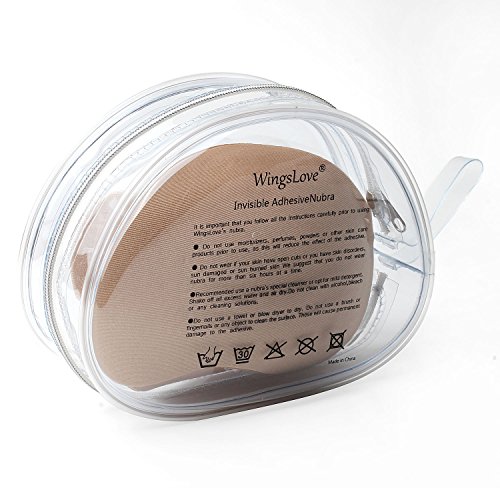 WingsLove®
Invisible AdhesiveNubra
It is important that you follow all the instructions carefully prior to using
WingsLove's nubra.
● Do not use moisturizers, perfumes, powders or other skin care
products prior to use, as this will reduce the effect of the adhesive.
● Do not wear if your skin have open cuts or you have skin disorders,
sun damaged or sun burned skin We suggest that you do not wear
nubra for more than six hours at a time.
●Recommended use a nubra's special cleanser or opt for mild detergents.
Shake off all excess water and air dry.Do not clean with alcohol,bleach
or any cleaning solutions.
●Do not use a towel or blow dryer to dry. Do not use a brush or
fingernails or any object to clean the surface. Those will cause permanent
damage to the adhesive.
30
Made in China